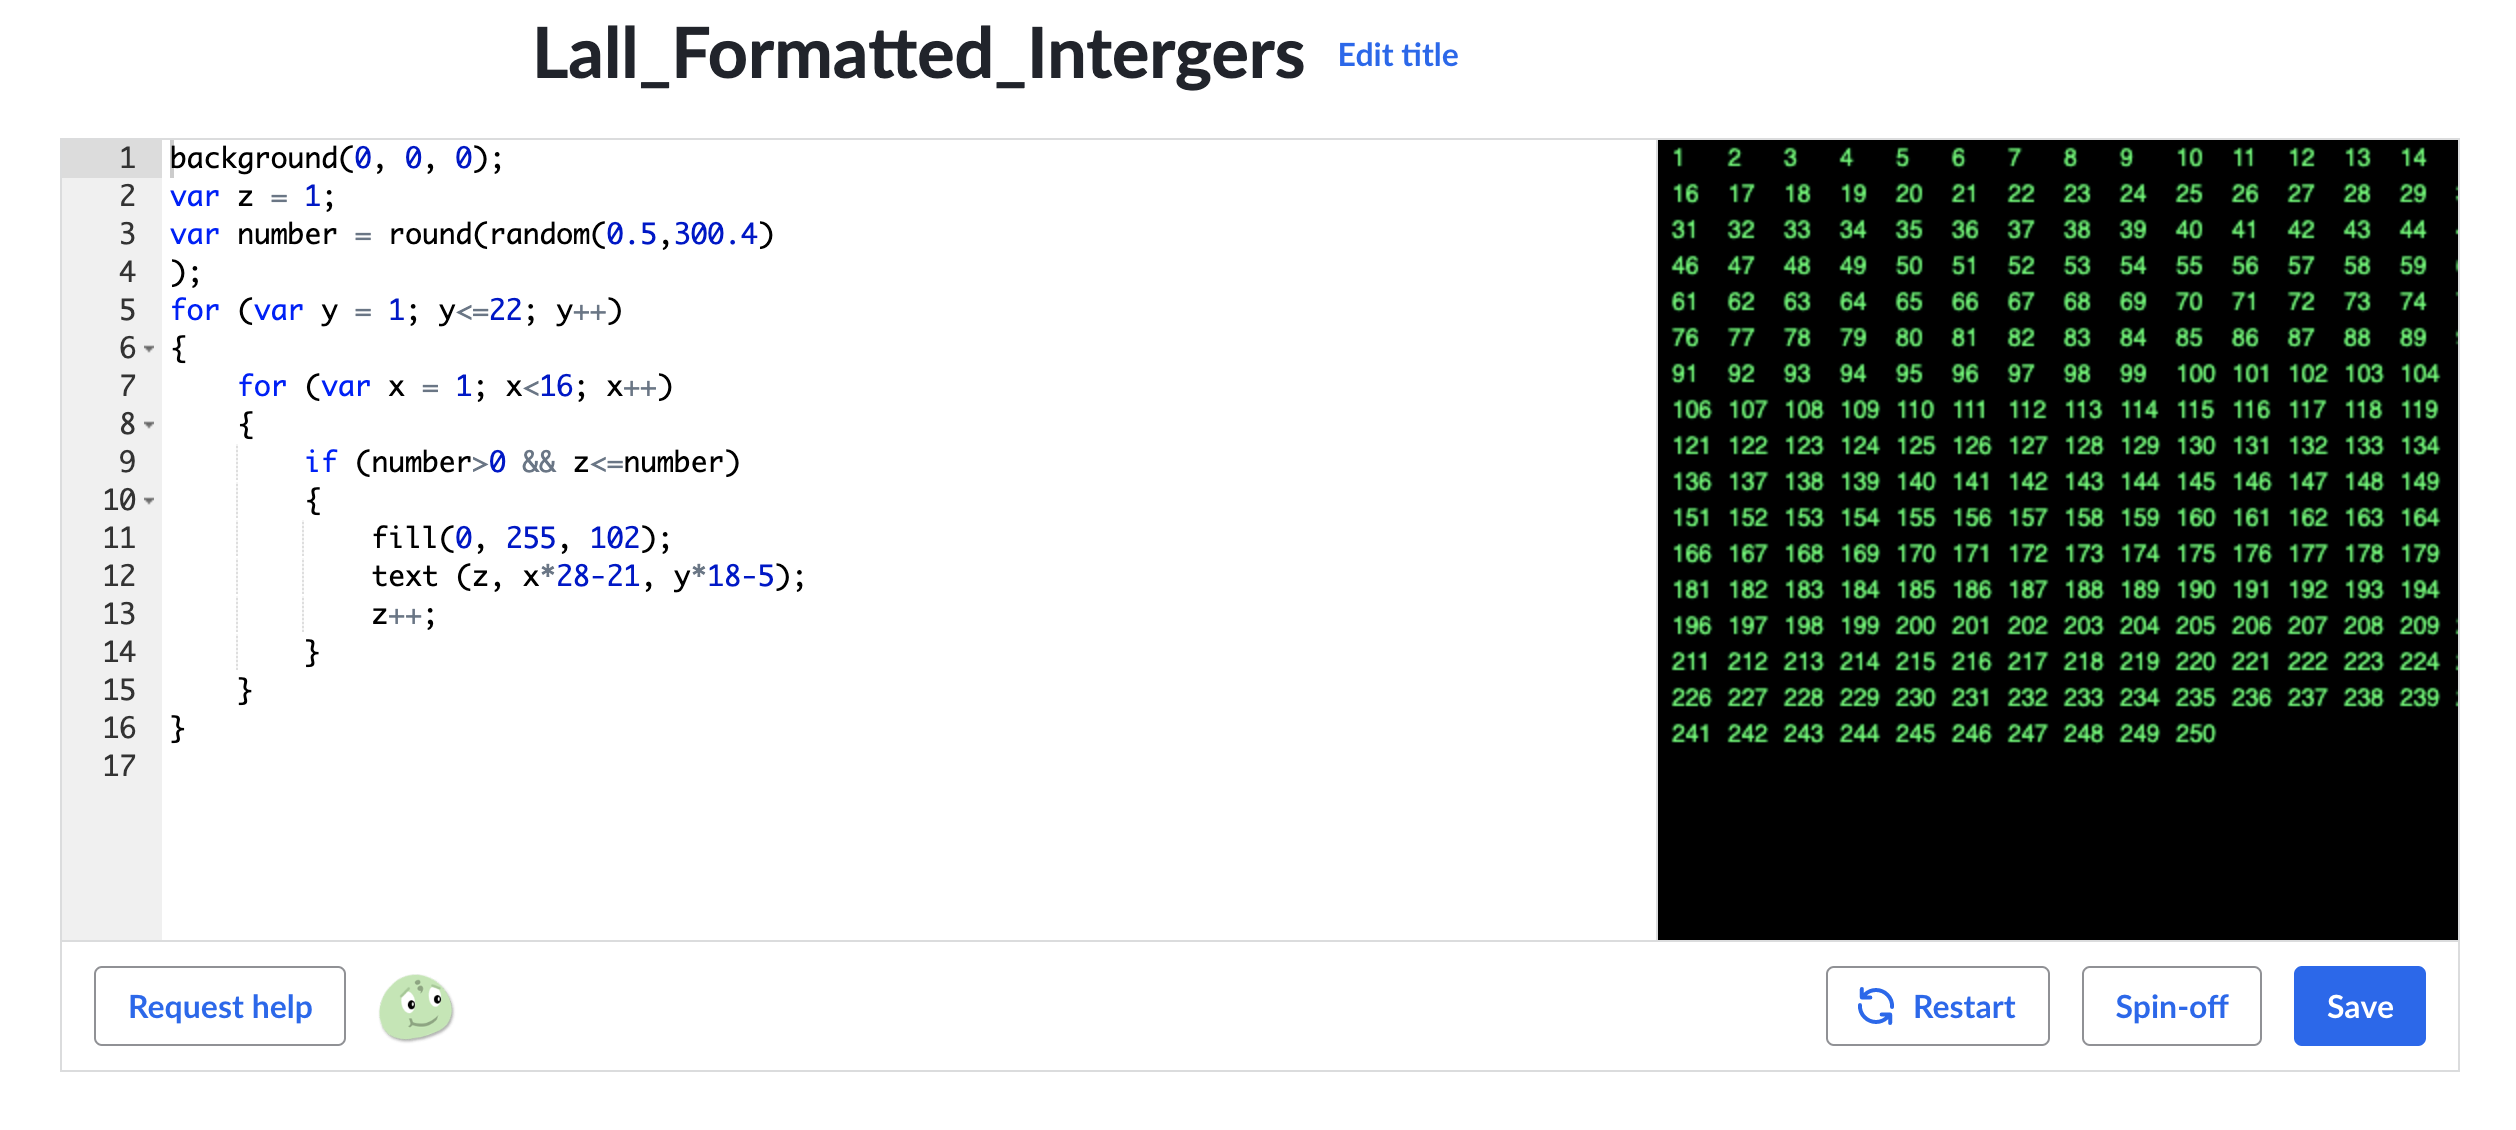 Lall_Formatted_Intergers Edit title
1 background(0, 0, 0);
2 var z = 1;
3 var number = round(random(0.5,300.4)
4 );
5 for (var y = 1; y<=22; y++)
6 {
7 for (var x = 1; x<16; x++)
8 {
9 if (number>0 && z<=number)
10 {
11 fill(0, 255, 102);
12 text (z, x*28-21, y*18-5);
13 z++;
14 }
15 }
16 }
17
1 2 3 4 5 6 7 8 9 10 11 12 13 14
16 17 18 19 20 21 22 23 24 25 26 27 28 29
31 32 33 34 35 36 37 38 39 40 41 42 43 44
46 47 48 49 50 51 52 53 54 55 56 57 58 59
61 62 63 64 65 66 67 68 69 70 71 72 73 74
76 77 78 79 80 81 82 83 84 85 86 87 88 89
91 92 93 94 95 96 97 98 99 100 101 102 103 104
106 107 108 109 110 111 112 113 114 115 116 117 118 119
121 122 123 124 125 126 127 128 129 130 131 132 133 134
136 137 138 139 140 141 142 143 144 145 146 147 148 149
151 152 153 154 155 156 157 158 159 160 161 162 163 164
166 167 168 169 170 171 172 173 174 175 176 177 178 179
181 182 183 184 185 186 187 188 189 190 191 192 193 194
196 197 198 199 200 201 202 203 204 205 206 207 208 209
211 212 213 214 215 216 217 218 219 220 221 222 223 224
226 227 228 229 230 231 232 233 234 235 236 237 238 239
241 242 243 244 245 246 247 248 249 250
Request help Restart Spin-off Save